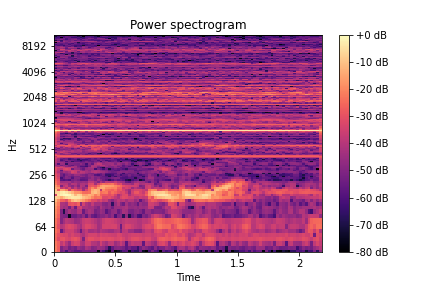 Power spectrogram
8192
4096
2048
1024
512
256
128
64
0
Hz
0 0.5 1 1.5 2
Time
+0 dB
-10 dB
-20 dB
-30 dB
-40 dB
-50 dB
-60 dB
-70 dB
-80 dB